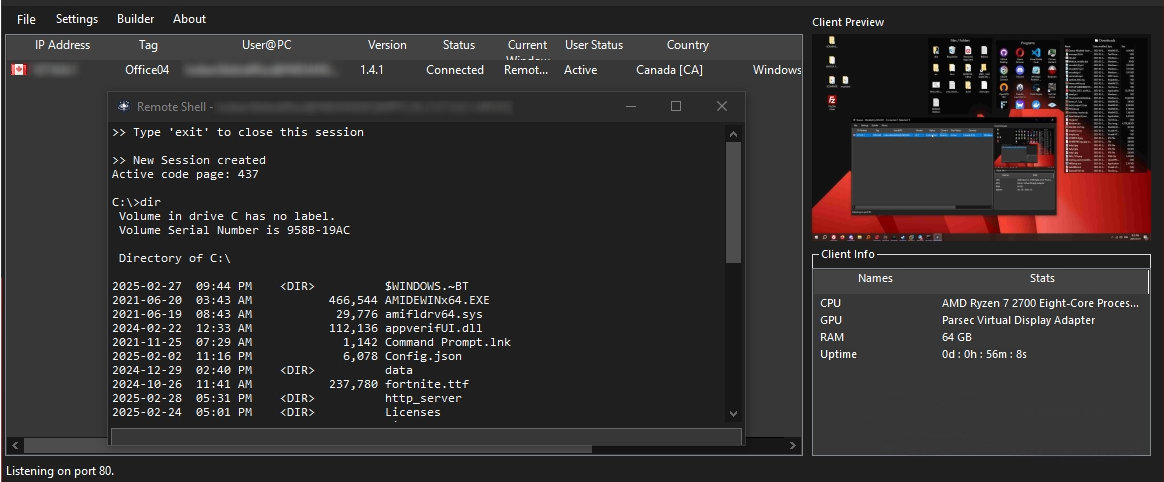 File Settings Builder About
Client Preview
IP Address Tag User@PC Version Status Current User Status Country
Office04 1.4.1 Connected Remot... Active Canada [CA] Windows
Remote Shell -
>> Type 'exit' to close this session
>> New Session created
Active code page: 437
C:\>dir
Volume in drive C has no label.
Volume Serial Number is 958B-19AC
Directory of C:\
2025-02-27 09:44 PM <DIR> $WINDOWS.~BT
2021-06-20 03:43 AM 466,544 AMIDEWINx64.EXE
2021-06-19 08:43 AM 29,776 amifldrv64.sys
2024-02-22 12:33 AM 112,136 appverifUI.dll
2021-11-25 07:29 AM 1,142 Command Prompt.lnk
2025-02-02 11:16 PM 6,078 Config.json
2024-12-29 02:40 PM <DIR> data
2024-10-26 11:41 AM 237,780 fortnite.ttf
2025-02-28 05:31 PM <DIR> http_server
2025-02-24 05:01 PM <DIR> Licenses
Client Info
Names Stats
CPU AMD Ryzen 7 2700 Eight-Core Proces...
GPU Parsec Virtual Display Adapter
RAM 64 GB
Uptime 0d : 0h : 56m : 8s
Listening on port 80.